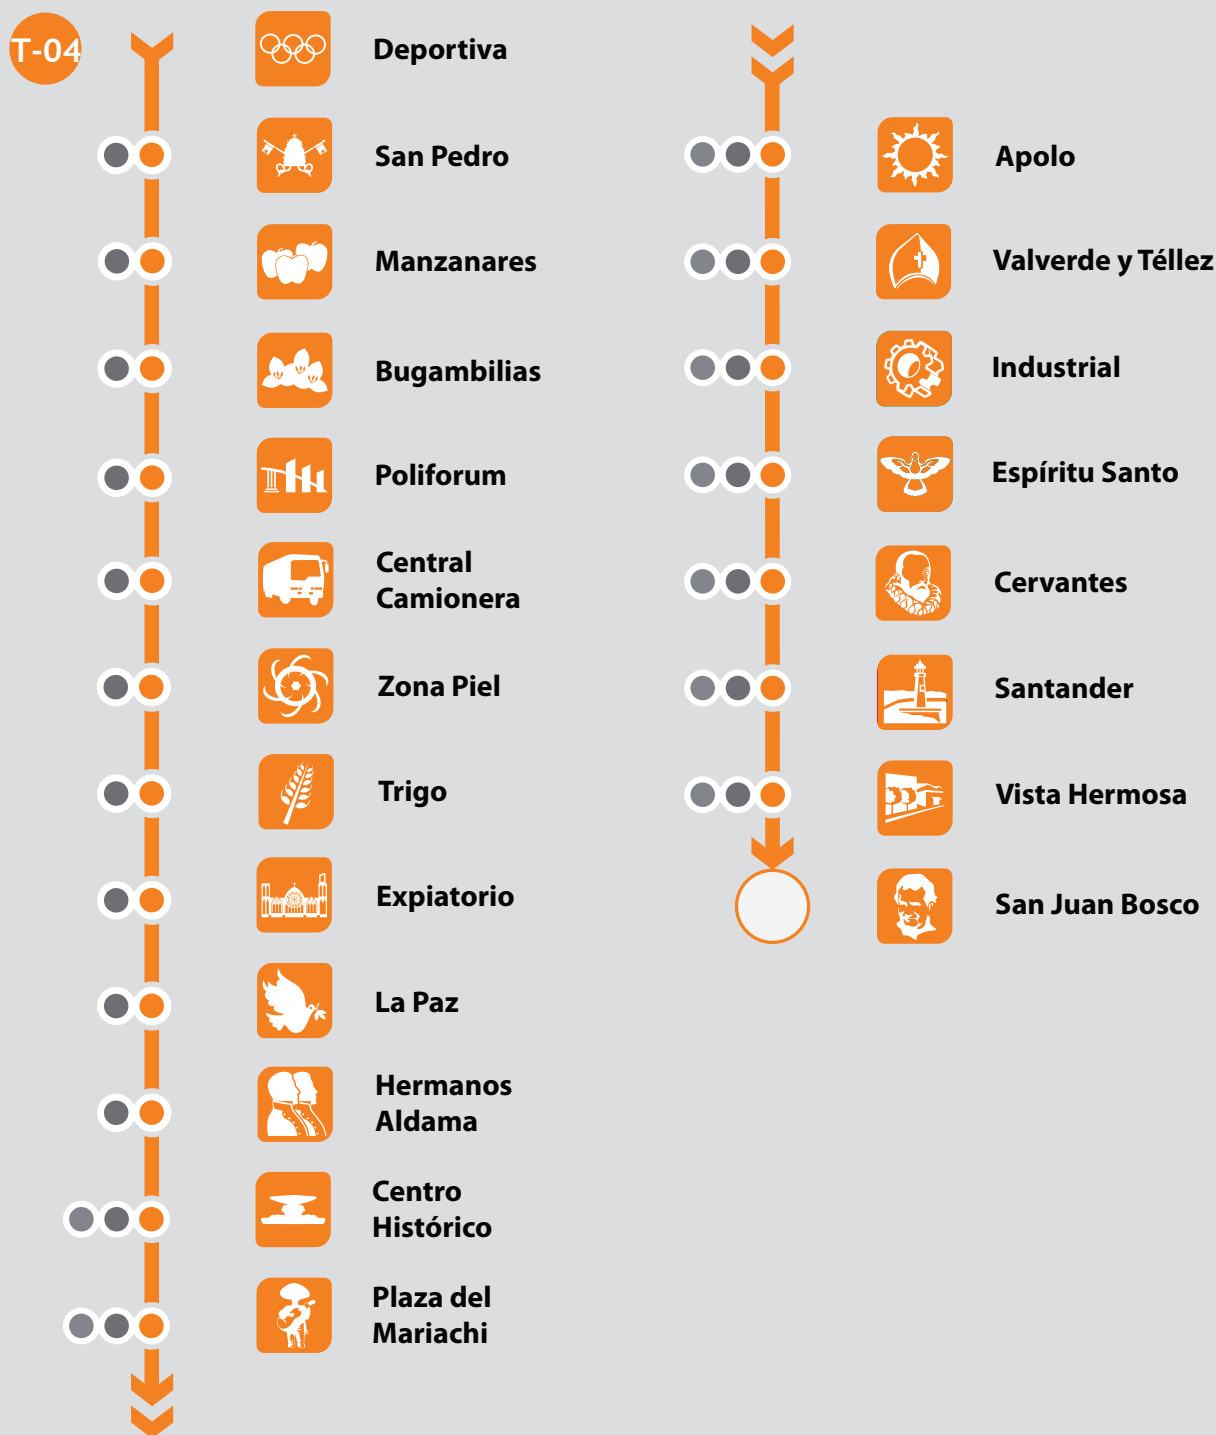 T-04
Deportiva
San Pedro
Manzanares
Bugambilias
Poliforum
Central
Camionera
Zona Piel
Trigo
Expiatorio
La Paz
Hermanos
Aldama
Centro
Histórico
Plaza del
Mariachi
Apolo
Valverde y Téllez
Industrial
Espíritu Santo
Cervantes
Santander
Vista Hermosa
San Juan Bosco